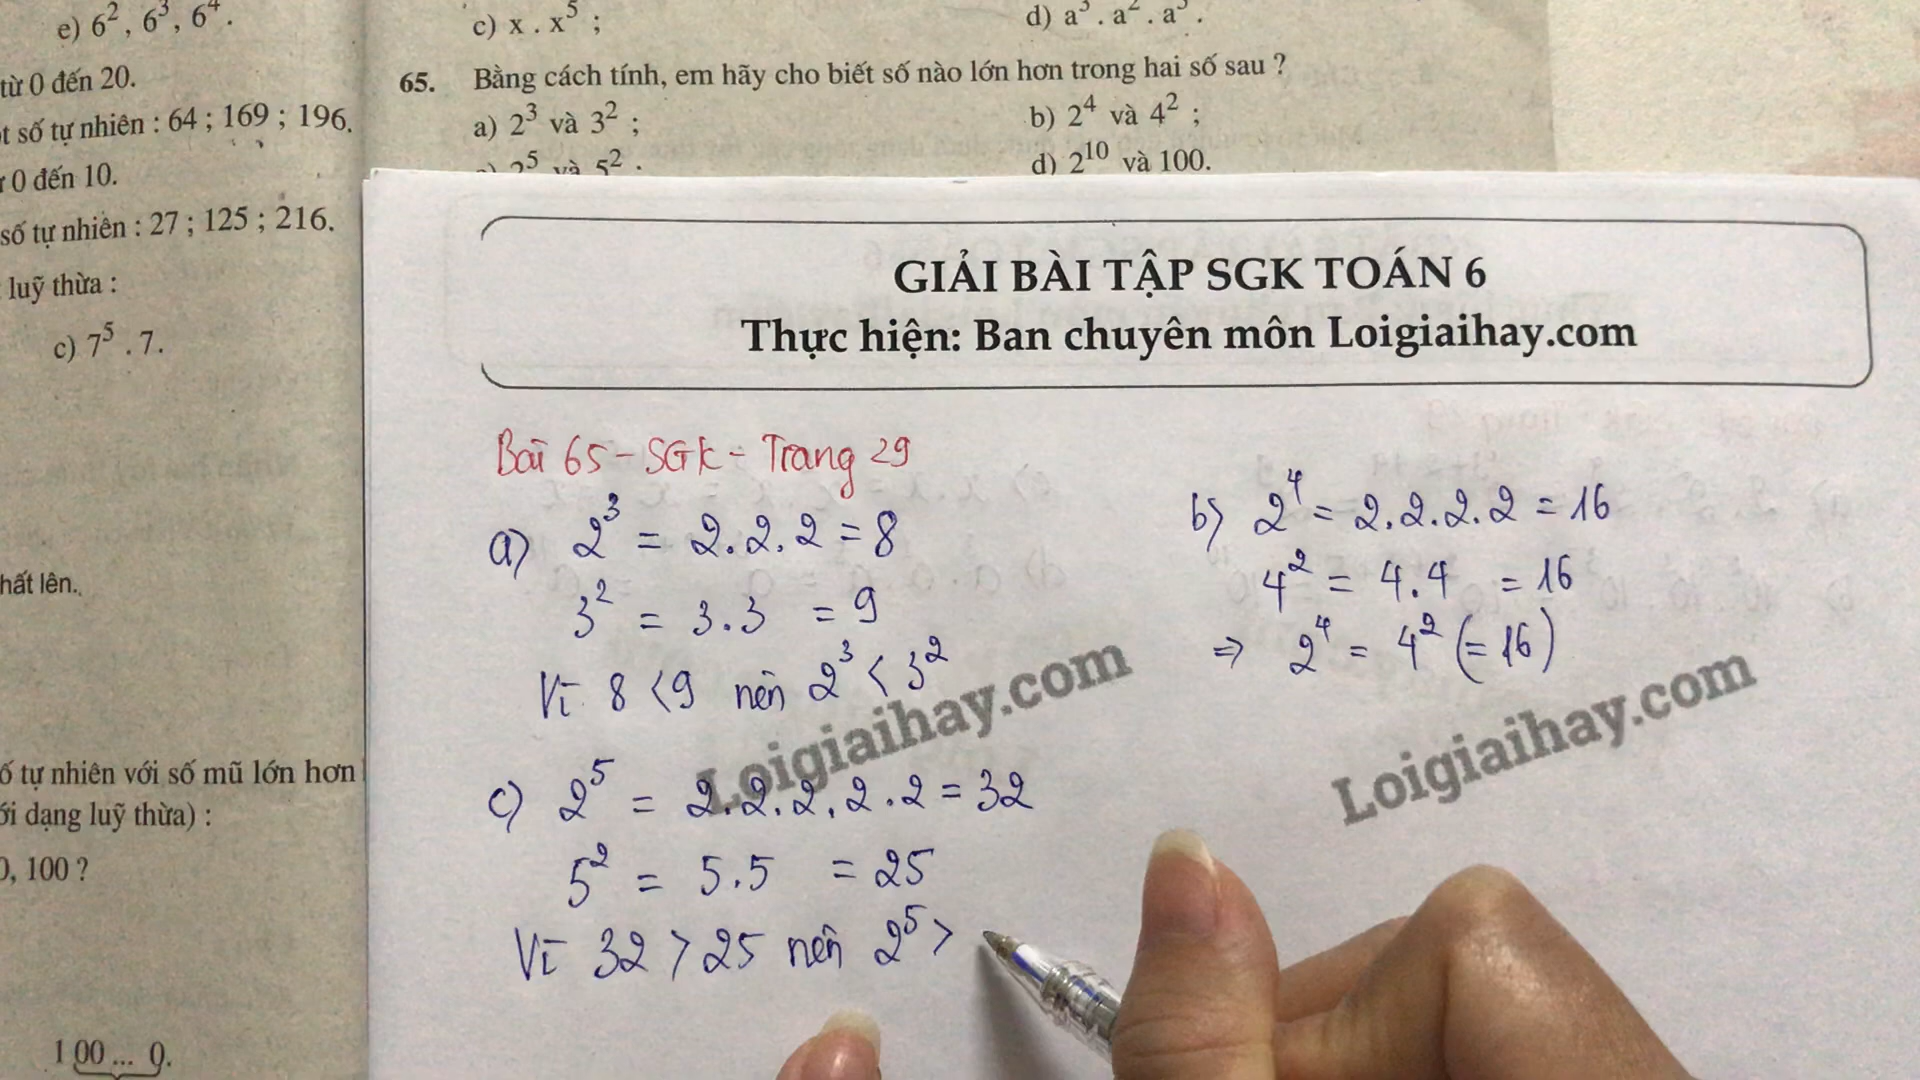 e) 6², 6³, 6⁴.
từ 0 đến 20.
t số tự nhiên : 64 ; 169 ; 196.
0 đến 10.
số tự nhiên : 27 ; 125 ; 216.
luỹ thừa :
c) 7⁵ . 7.
hất lên.
ố tự nhiên với số mũ lớn hơn
ới dạng luỹ thừa) :
0, 100 ?
1 00 ... 0.
c) x . x⁵ ;
d) a³ . a² . a⁵ .
65. Bằng cách tính, em hãy cho biết số nào lớn hơn trong hai số sau ?
a) 2³ và 3² ;
b) 2⁴ và 4² ;
2⁵ và 5² .
d) 2¹⁰ và 100.
GIẢI BÀI TẬP SGK TOÁN 6
Thực hiện: Ban chuyên môn Loigiaihay.com
Bài 65 - SGK - Trang 29
a) 2³ = 2.2.2 = 8
3² = 3.3 = 9
Vì 8 < 9 nên 2³ < 3²
b) 2⁴ = 2.2.2.2 = 16
4² = 4.4 = 16
⇒ 2⁴ = 4² (= 16)
c) 2⁵ = 2.2.2.2.2 = 32
5² = 5.5 = 25
Vì 32 > 25 nên 2⁵ >
Loigiaihay.com
Loigiaihay.com